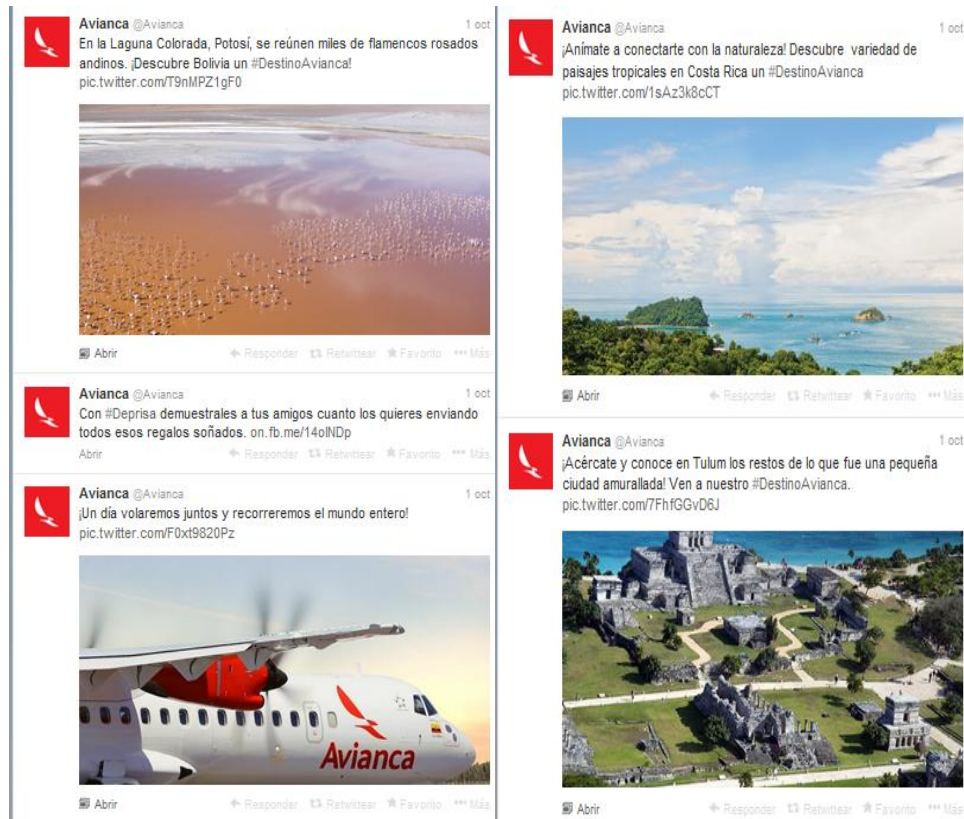 Avianca @Avianca 1 oct
En la Laguna Colorada, Potosí, se reúnen miles de flamencos rosados
andinos. ¡Descubre Bolivia un #DestinoAvianca!
pic.twitter.com/T9nMPZ1gF0
Abrir Responder Retwittear Favorito Más
Avianca @Avianca 1 oct
Con #Deprisa demuestrales a tus amigos cuanto los quieres enviando
todos esos regalos soñados. on.fb.me/14olNDp
Abrir Responder Retwittear Favorito Más
Avianca @Avianca 1 oct
¡Un día volaremos juntos y recorreremos el mundo entero!
pic.twitter.com/F0xt9820Pz
Avianca
Abrir Responder Retwittear Favorito Más
Avianca @Avianca 1 oct
¡Anímate a conectarte con la naturaleza! Descubre variedad de
paisajes tropicales en Costa Rica un #DestinoAvianca
pic.twitter.com/1sAz3k8cCT
Abrir Responder Retwittear Favorito Más
Avianca @Avianca 1 oct
¡Acércate y conoce en Tulum los restos de lo que fue una pequeña
ciudad amurallada! Ven a nuestro #DestinoAvianca.
pic.twitter.com/7FhfGGvD6J
Abrir Responder Retwittear Favorito Más